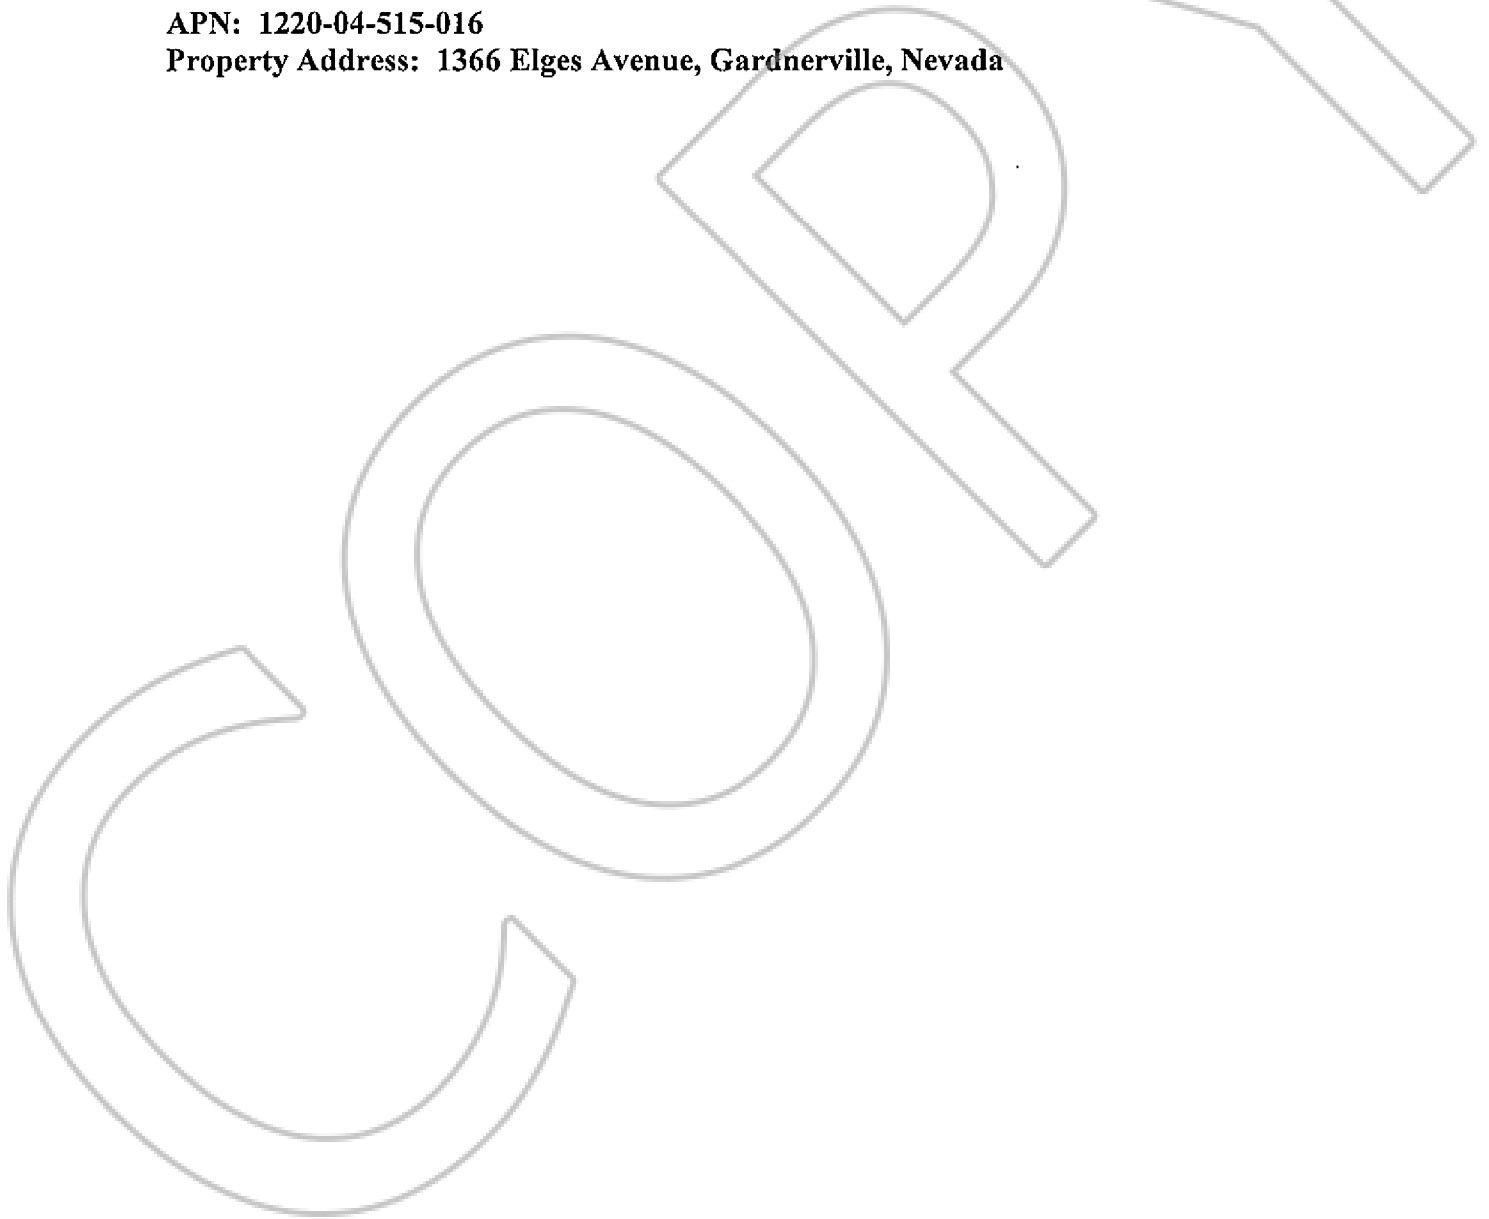 APN: 1220-04-515-016
Property Address: 1366 Elges Avenue, Gardnerville, Nevada
COPY